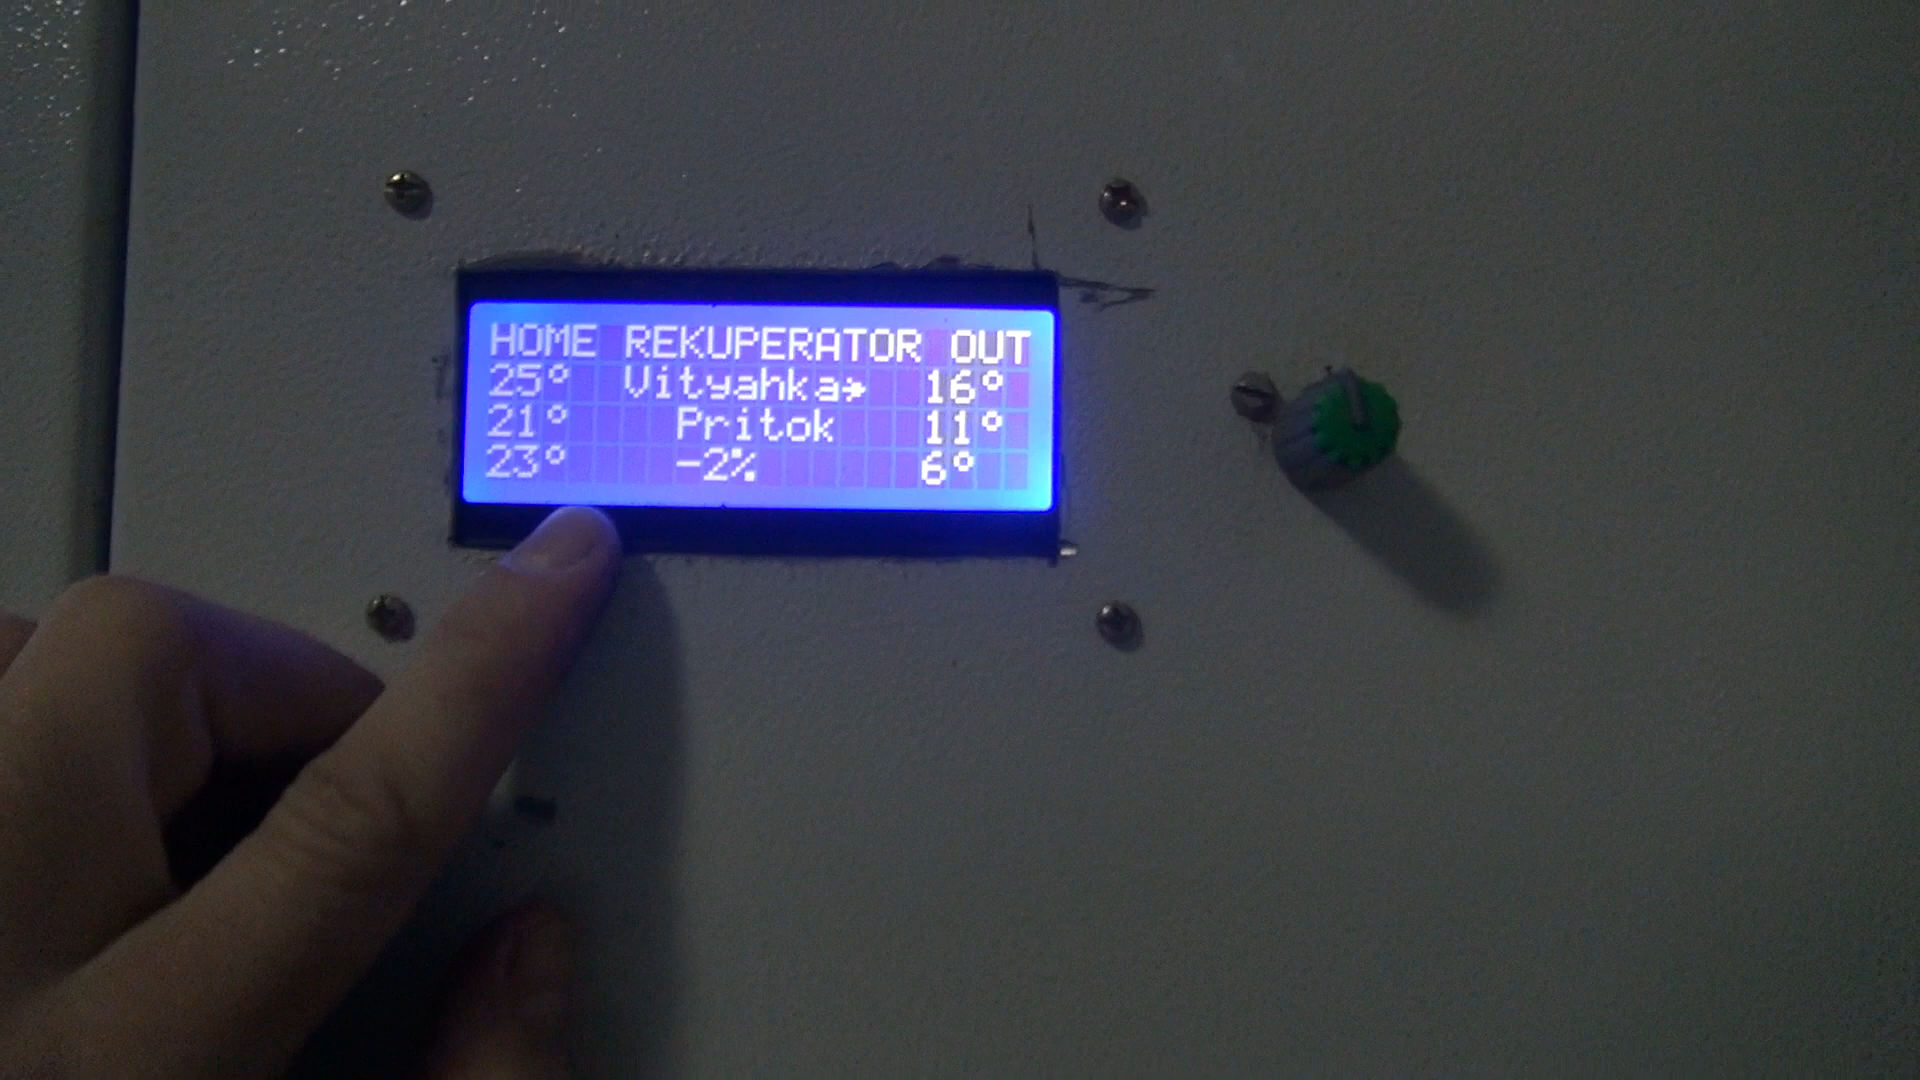 HOME REKUPERATOR OUT
25° Vityahka→ 16°
21° Pritok 11°
23° -2% 6°